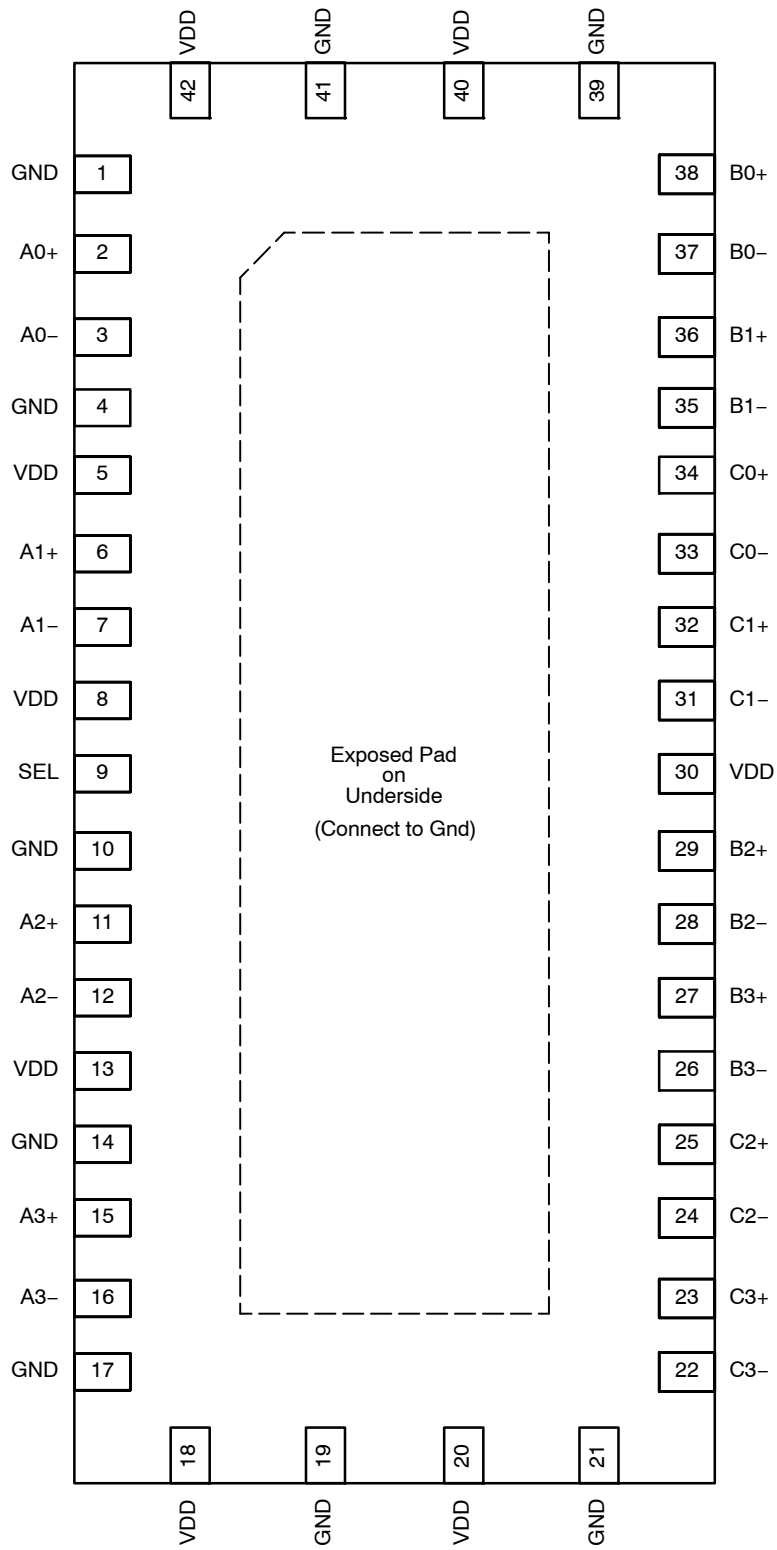 VDD GND VDD GND
42 41 40 39
GND 1 38 B0+
A0+ 2 37 B0−
A0− 3 36 B1+
GND 4 35 B1−
VDD 5 34 C0+
A1+ 6 33 C0−
A1− 7 32 C1+
VDD 8 31 C1−
SEL 9 30 VDD
Exposed Pad
on
Underside
(Connect to Gnd)
GND 10 29 B2+
A2+ 11 28 B2−
A2− 12 27 B3+
VDD 13 26 B3−
GND 14 25 C2+
A3+ 15 24 C2−
A3− 16 23 C3+
GND 17 22 C3−
18 19 20 21
VDD GND VDD GND